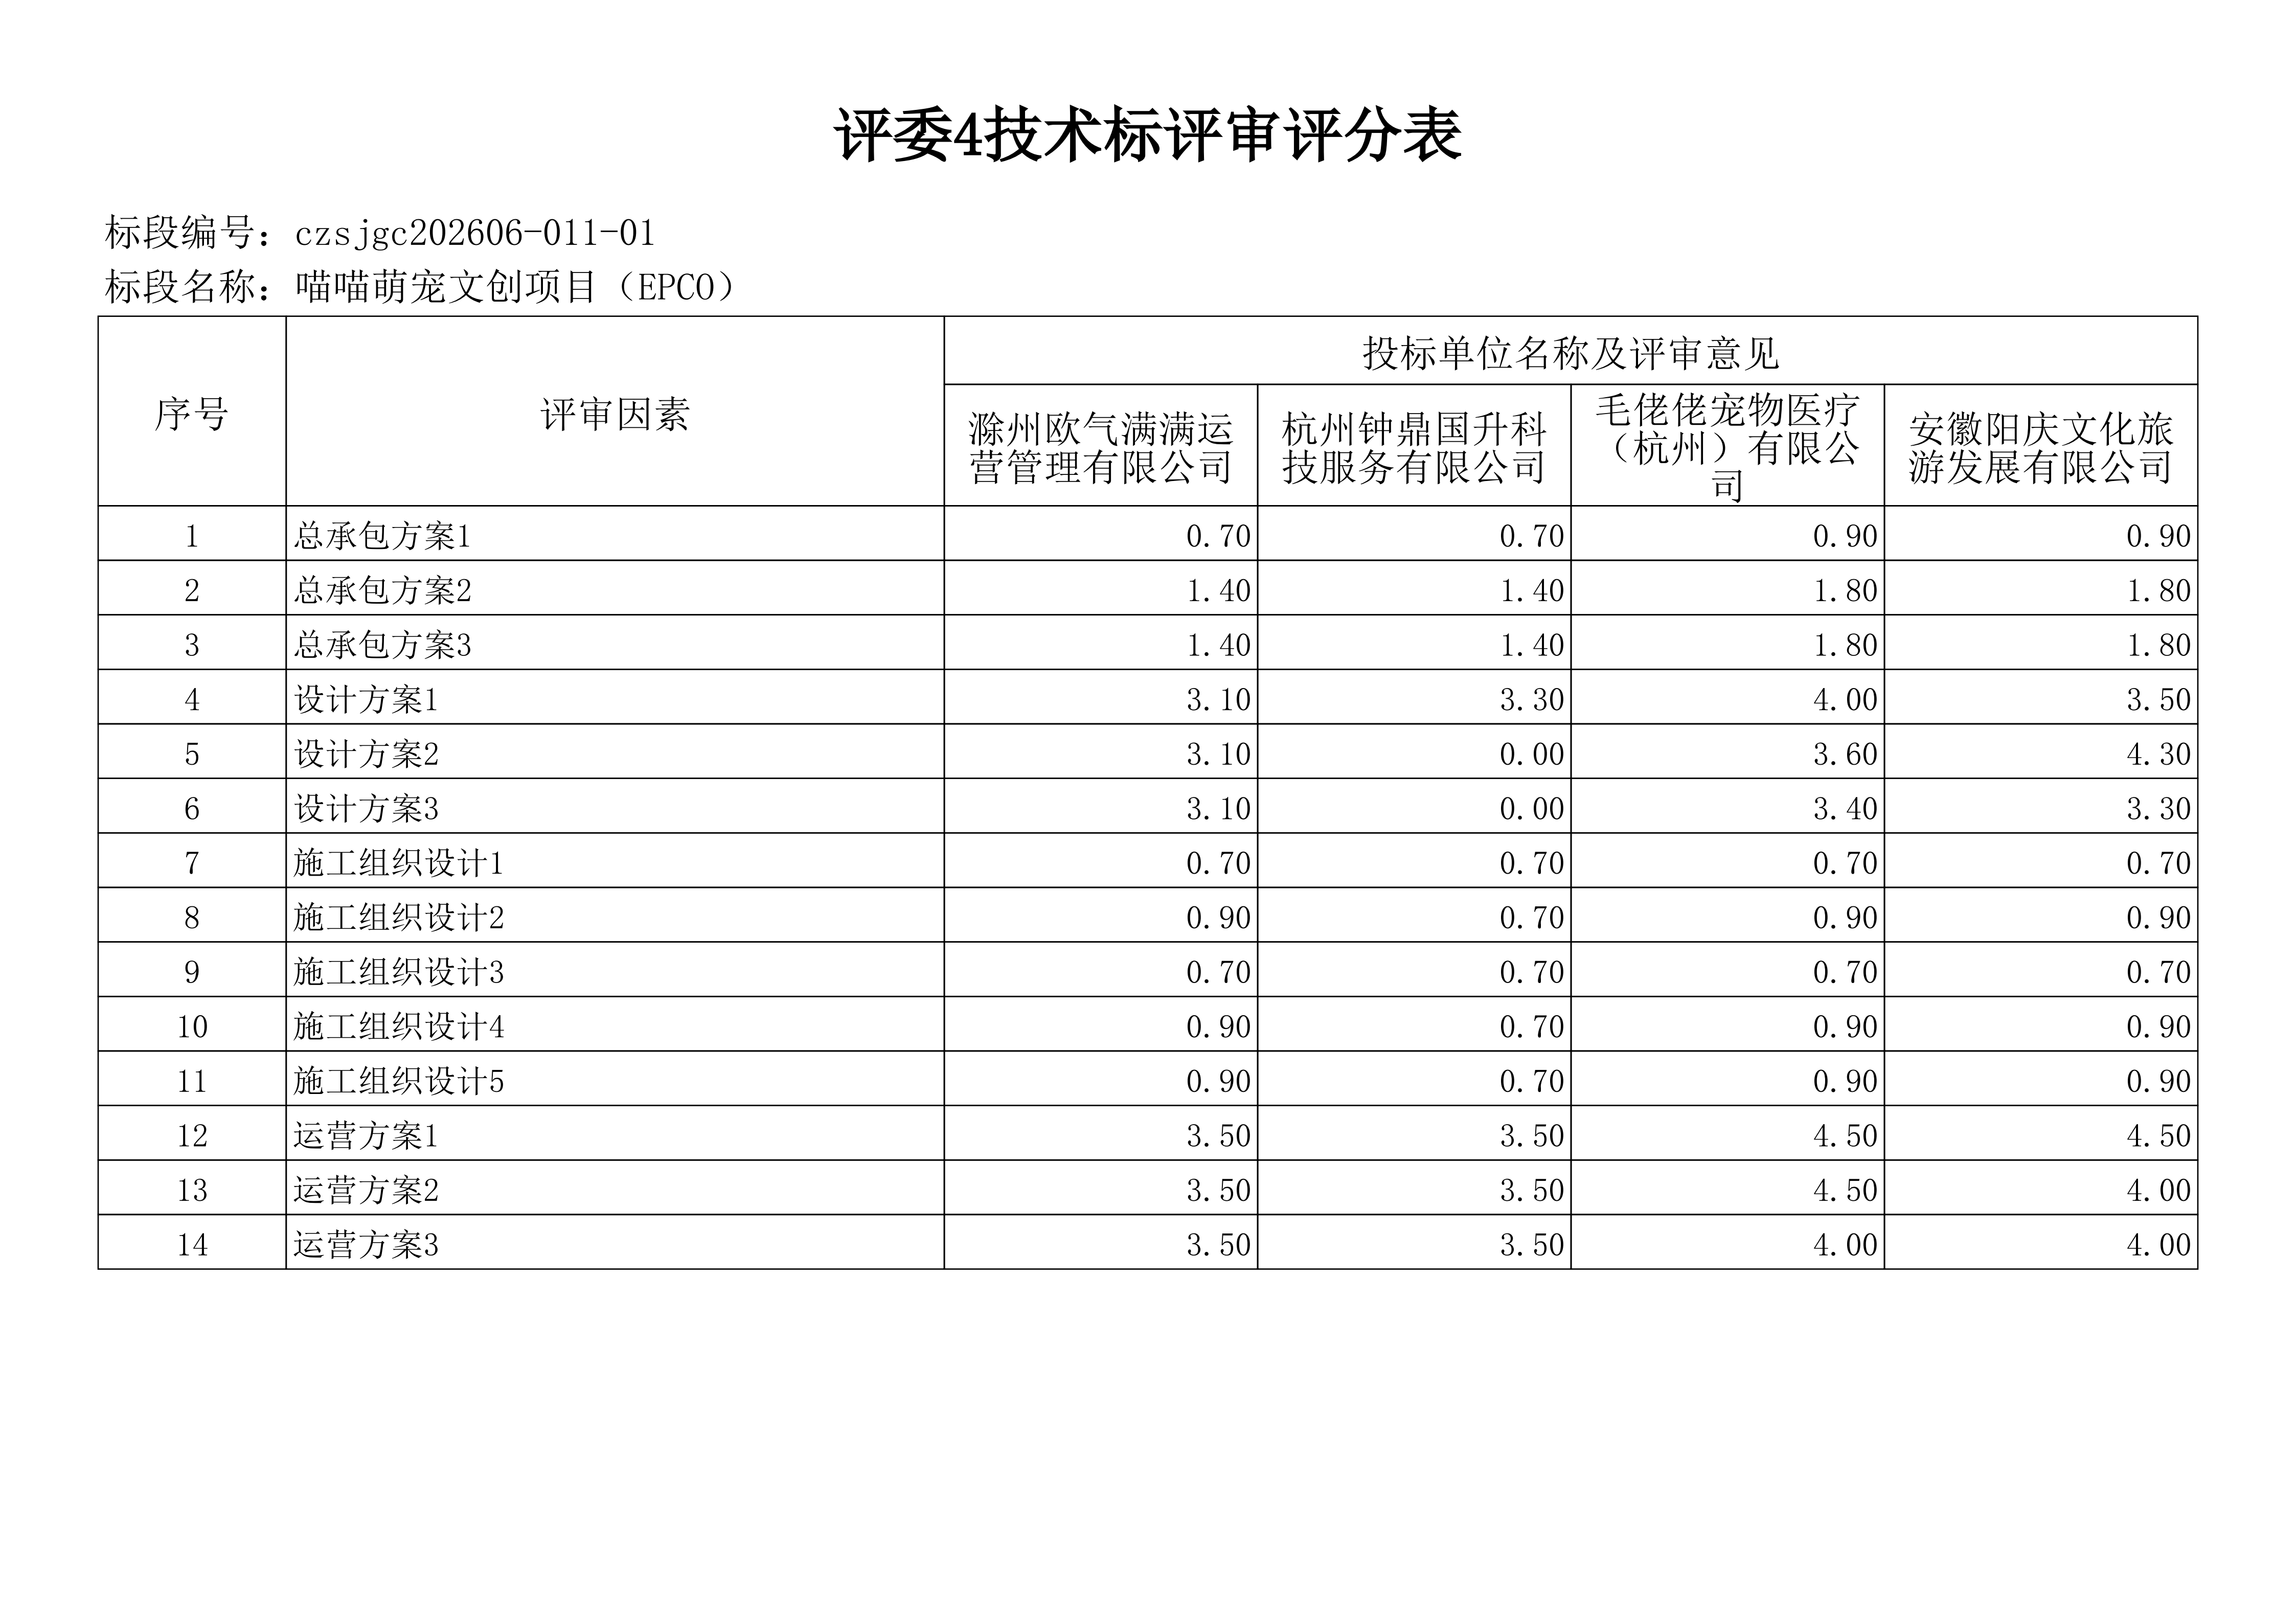 评委4技术标评审评分表
标段编号：czsjgc202606-011-01
标段名称：喵喵萌宠文创项目（EPCO）
序号 评审因素 投标单位名称及评审意见
滁州欧气满满运营管理有限公司 杭州钟鼎国升科技服务有限公司 毛佬佬宠物医疗（杭州）有限公司 安徽阳庆文化旅游发展有限公司
1 总承包方案1 0.70 0.70 0.90 0.90
2 总承包方案2 1.40 1.40 1.80 1.80
3 总承包方案3 1.40 1.40 1.80 1.80
4 设计方案1 3.10 3.30 4.00 3.50
5 设计方案2 3.10 0.00 3.60 4.30
6 设计方案3 3.10 0.00 3.40 3.30
7 施工组织设计1 0.70 0.70 0.70 0.70
8 施工组织设计2 0.90 0.70 0.90 0.90
9 施工组织设计3 0.70 0.70 0.70 0.70
10 施工组织设计4 0.90 0.70 0.90 0.90
11 施工组织设计5 0.90 0.70 0.90 0.90
12 运营方案1 3.50 3.50 4.50 4.50
13 运营方案2 3.50 3.50 4.50 4.00
14 运营方案3 3.50 3.50 4.00 4.00